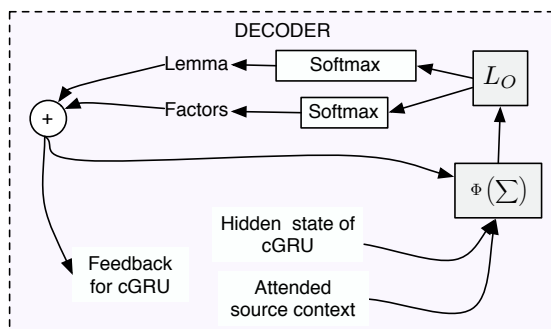 DECODER
Lemma
Softmax
L_O
Factors
Softmax
+
Φ(∑)
Hidden state of
cGRU
Feedback
for cGRU
Attended
source context